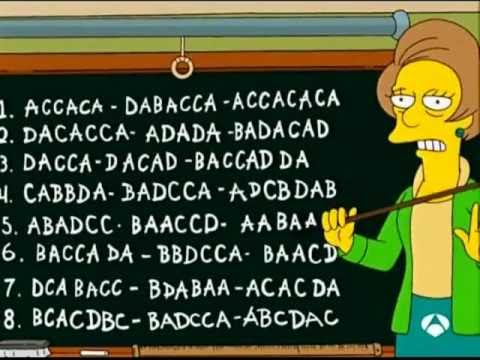 1. ACCACA - DABACCA - ACCACACA
2. DACACCA - ADADA - BADACAD
3. DACCA - DACAD - BACCAD DA
4. CABBDA - BADCCA - ADCBDAB
5. ABADCC. BAACCD - AABAA
6. BACCA DA - BBDCCA - BAACD
7. DCA BACC - BDABAA - ACAC DA
8. BCACDBC - BADCCA - ABCDAC